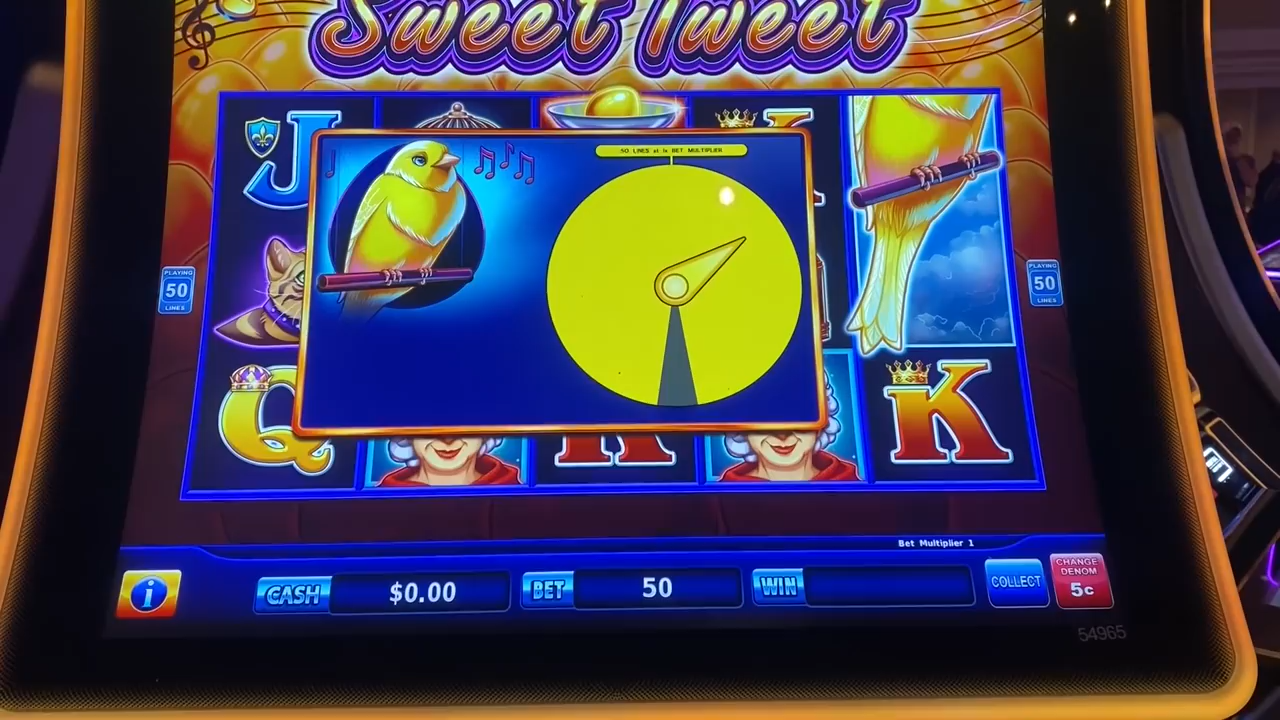 Sweet Tweet
J
50 LINES at 1x BET MULTIPLIER
PLAYING
50
LINES
PLAYING
50
LINES
Q
K
K
Bet Multiplier 1
i
CASH
$0.00
BET
50
WIN
COLLECT
CHANGE
DENOM
5¢
54965